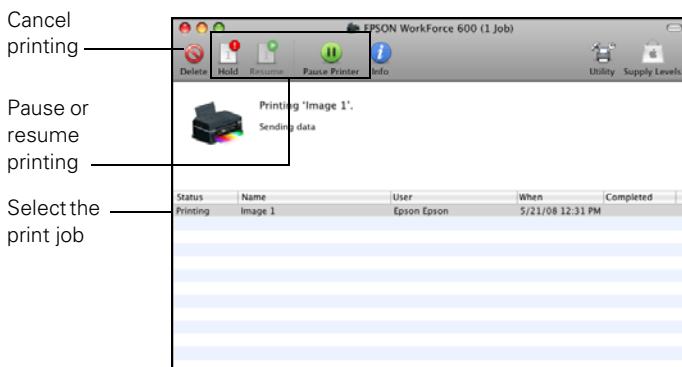 Cancel
printing
Pause or
resume
printing
Select the
print job
EPSON WorkForce 600 (1 Job)
Delete Hold Resume Pause Printer Info Utility Supply Levels
Printing 'Image 1'.
Sending data
Status Name User When Completed
Printing Image 1 Epson Epson 5/21/08 12:31 PM